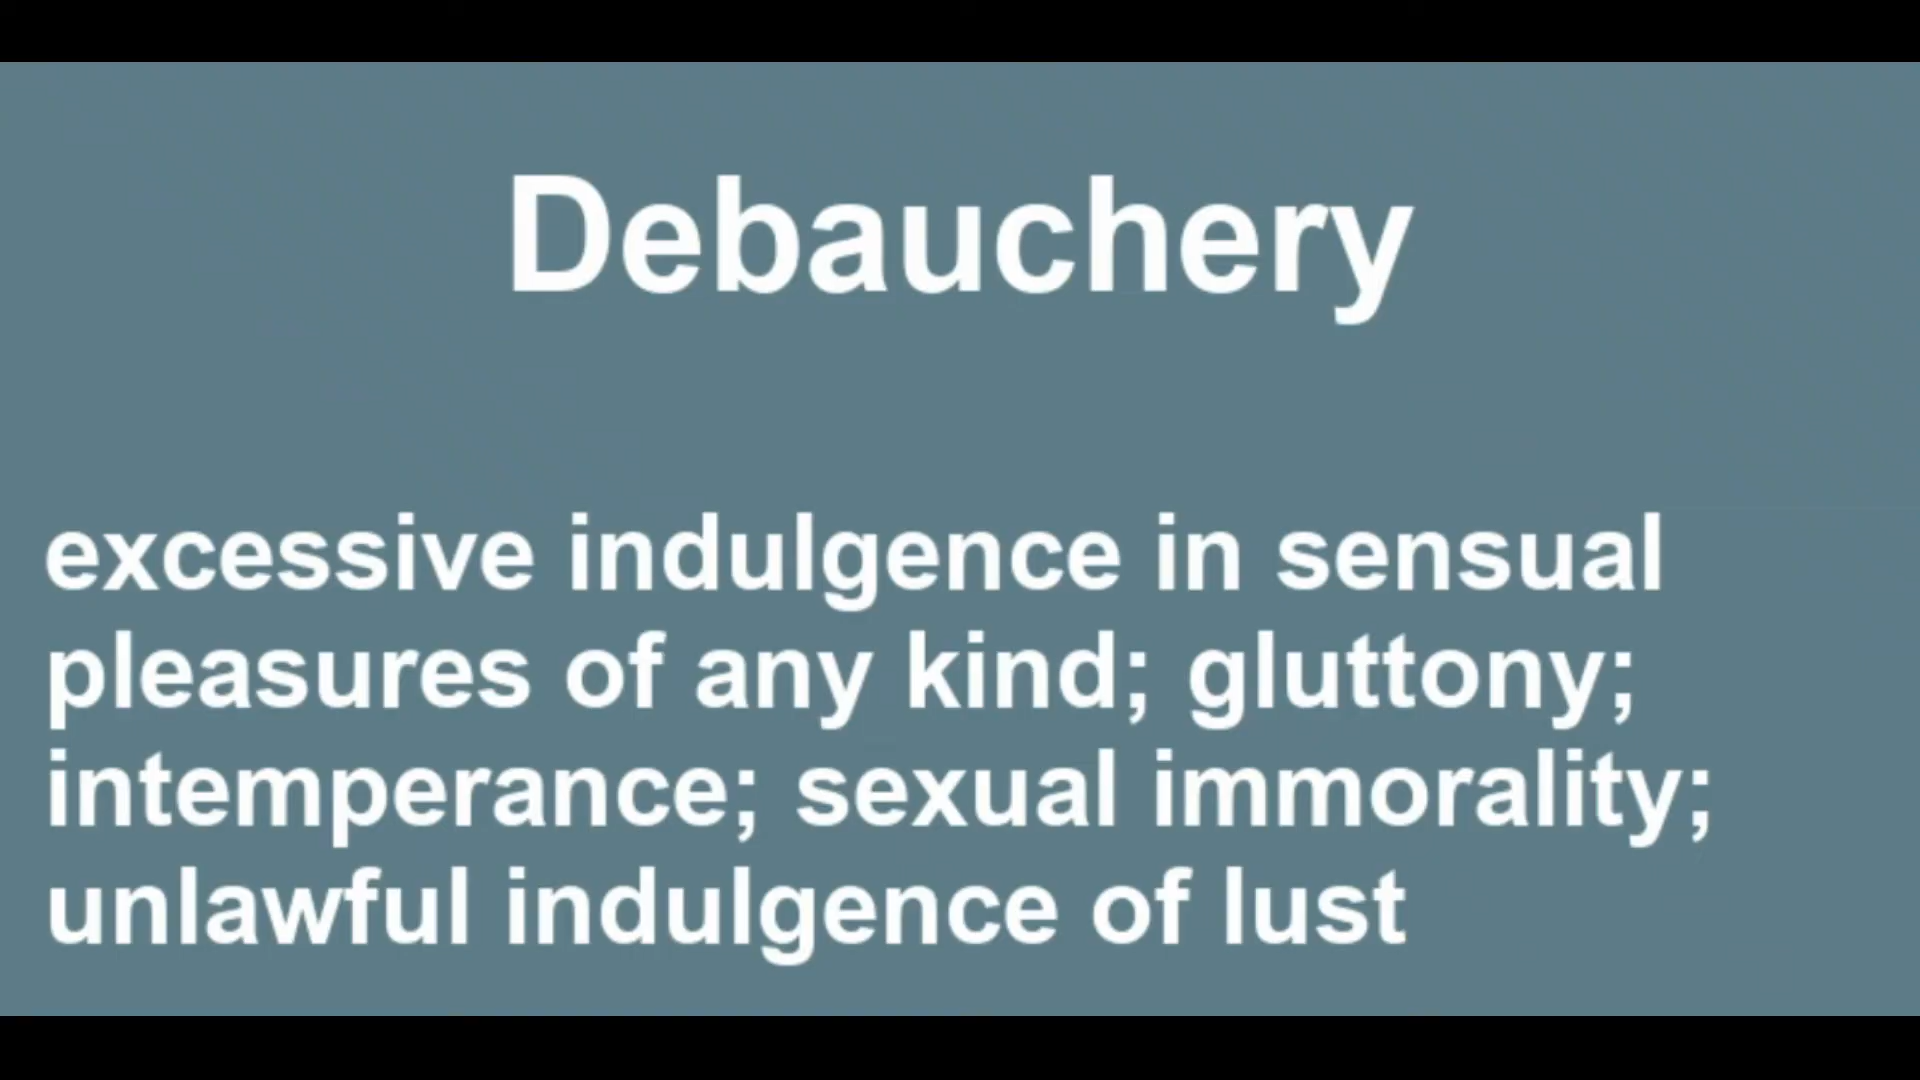 Debauchery
excessive indulgence in sensual
pleasures of any kind; gluttony;
intemperance; sexual immorality;
unlawful indulgence of lust